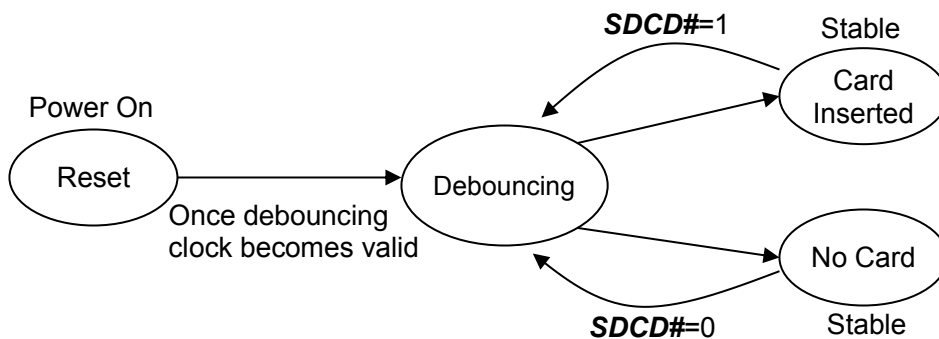 SDCD#=1
Stable
Card
Inserted
Power On
Reset
Debouncing
Once debouncing
clock becomes valid
No Card
SDCD#=0
Stable